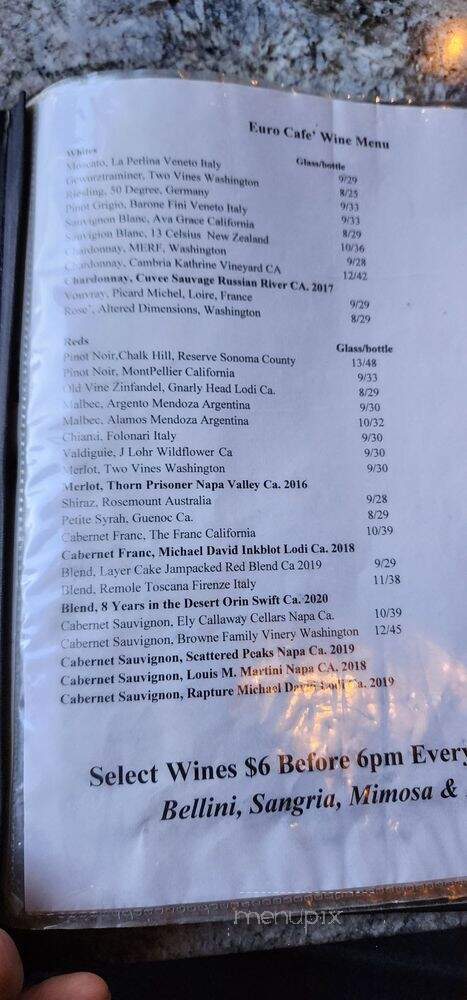 Euro Cafe' Wine Menu
Whites Glass/bottle
Moscato, La Perlina Veneto Italy 9/29
Gewurztraminer, Two Vines Washington 8/25
Riesling, 50 Degree, Germany 9/33
Pinot Grigio, Barone Fini Veneto Italy 9/33
Sauvignon Blanc, Ava Grace California 8/29
Sauvigion Blanc, 13 Celsius New Zealand 10/36
Chardonnay, MERF, Washington 9/28
Chardonnay, Cambria Kathrine Vineyard CA 12/42
Chardonnay, Cuvee Sauvage Russian River CA. 2017
Vouvray, Picard Michel, Loire, France 9/29
Rose', Altered Dimensions, Washington 8/29
Reds Glass/bottle
Pinot Noir,Chalk Hill, Reserve Sonoma County 13/48
Pinot Noir, MontPellier California 9/33
Old Vine Zinfandel, Gnarly Head Lodi Ca. 8/29
Malbec, Argento Mendoza Argentina 9/30
Malbec, Alamos Mendoza Argentina 10/32
Chianti, Folonari Italy 9/30
Valdiguie, J Lohr Wildflower Ca 9/30
Merlot, Two Vines Washington 9/30
Merlot, Thorn Prisoner Napa Valley Ca. 2016
Shiraz, Rosemount Australia 9/28
Petite Syrah, Guenoc Ca. 8/29
Cabernet Franc, The Franc California 10/39
Cabernet Franc, Michael David Inkblot Lodi Ca. 2018
Blend, Layer Cake Jampacked Red Blend Ca 2019 9/29
Blend, Remole Toscana Firenze Italy 11/38
Blend, 8 Years in the Desert Orin Swift Ca. 2020
Cabernet Sauvignon, Ely Callaway Cellars Napa Ca. 10/39
Cabernet Sauvignon, Browne Family Vinery Washington 12/45
Cabernet Sauvignon, Scattered Peaks Napa Ca. 2019
Cabernet Sauvignon, Louis M. Martini Napa CA, 2018
Cabernet Sauvignon, Rapture Michael David Lodi Ca. 2019
Select Wines $6 Before 6pm Every
Bellini, Sangria, Mimosa &
menupix